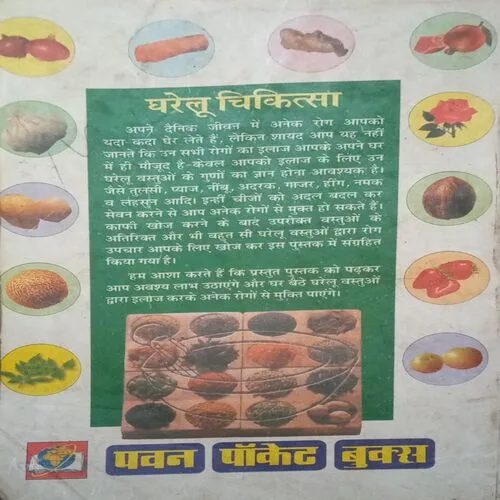 घरेलू चिकित्सा
अपने दैनिक जीवन में अनेक रोग आपको
यदा कदा घेर लेते हैं, लेकिन शायद आप यह नहीं
जानते कि उन सभी रोगों का इलाज आपके अपने घर
में ही मौजूद है-केवल आपको इलाज के लिए उन
घरेलू वस्तुओं के गुणों का ज्ञान होना आवश्यक है।
जैसे तुलसी, प्याज, नींबू, अदरक, गाजर, हींग, नमक
व लहसुन आदि। इन्हीं चीजों को अदल बदल कर
सेवन करने से आप अनेक रोगों से मुक्त हो सकते हैं।
काफी खोज करने के बाद उपरोक्त वस्तुओं के
अतिरिक्त और भी बहुत सी घरेलू वस्तुओं द्वारा रोग
उपचार आपके लिए खोज कर इस पुस्तक में संग्रहित
किया गया है।
हम आशा करते हैं कि प्रस्तुत पुस्तक को पढ़कर
आप अवश्य लाभ उठाएंगे और घर बैठे घरेलू वस्तुओं
द्वारा इलाज करके अनेक रोगों से मुक्ति पाएंगे।
पवन पॉकेट बुक्स